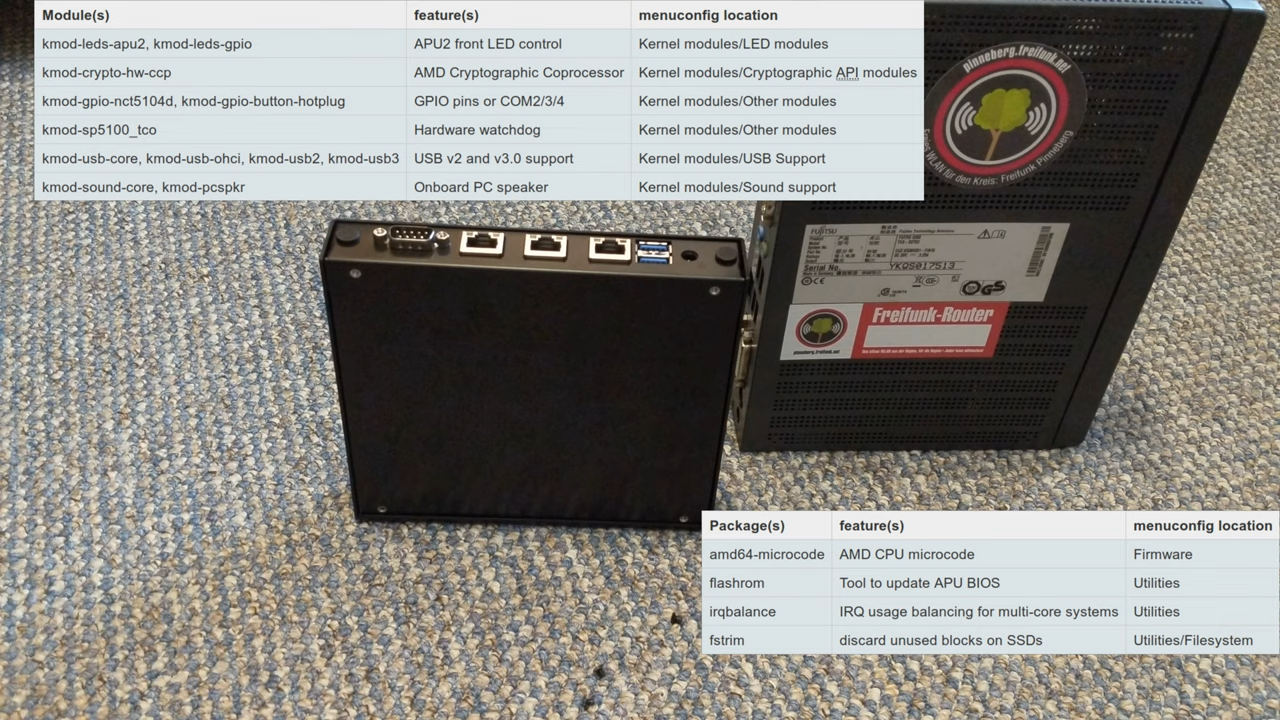 Module(s) feature(s) menuconfig location
kmod-leds-apu2, kmod-leds-gpio APU2 front LED control Kernel modules/LED modules
kmod-crypto-hw-ccp AMD Cryptographic Coprocessor Kernel modules/Cryptographic API modules
kmod-gpio-nct5104d, kmod-gpio-button-hotplug GPIO pins or COM2/3/4 Kernel modules/Other modules
kmod-sp5100_tco Hardware watchdog Kernel modules/Other modules
kmod-usb-core, kmod-usb-ohci, kmod-usb2, kmod-usb3 USB v2 and v3.0 support Kernel modules/USB Support
kmod-sound-core, kmod-pcspkr Onboard PC speaker Kernel modules/Sound support
pinneberg.freifunk.net
WLAN für den Kreis: Freifunk Pinneberg
FUJITSU Fujitsu Technology Solutions
Serial No. YKQS017513
CE
GS
Freifunk-Router
pinneberg.freifunk.net
Package(s) feature(s) menuconfig location
amd64-microcode AMD CPU microcode Firmware
flashrom Tool to update APU BIOS Utilities
irqbalance IRQ usage balancing for multi-core systems Utilities
fstrim discard unused blocks on SSDs Utilities/Filesystem